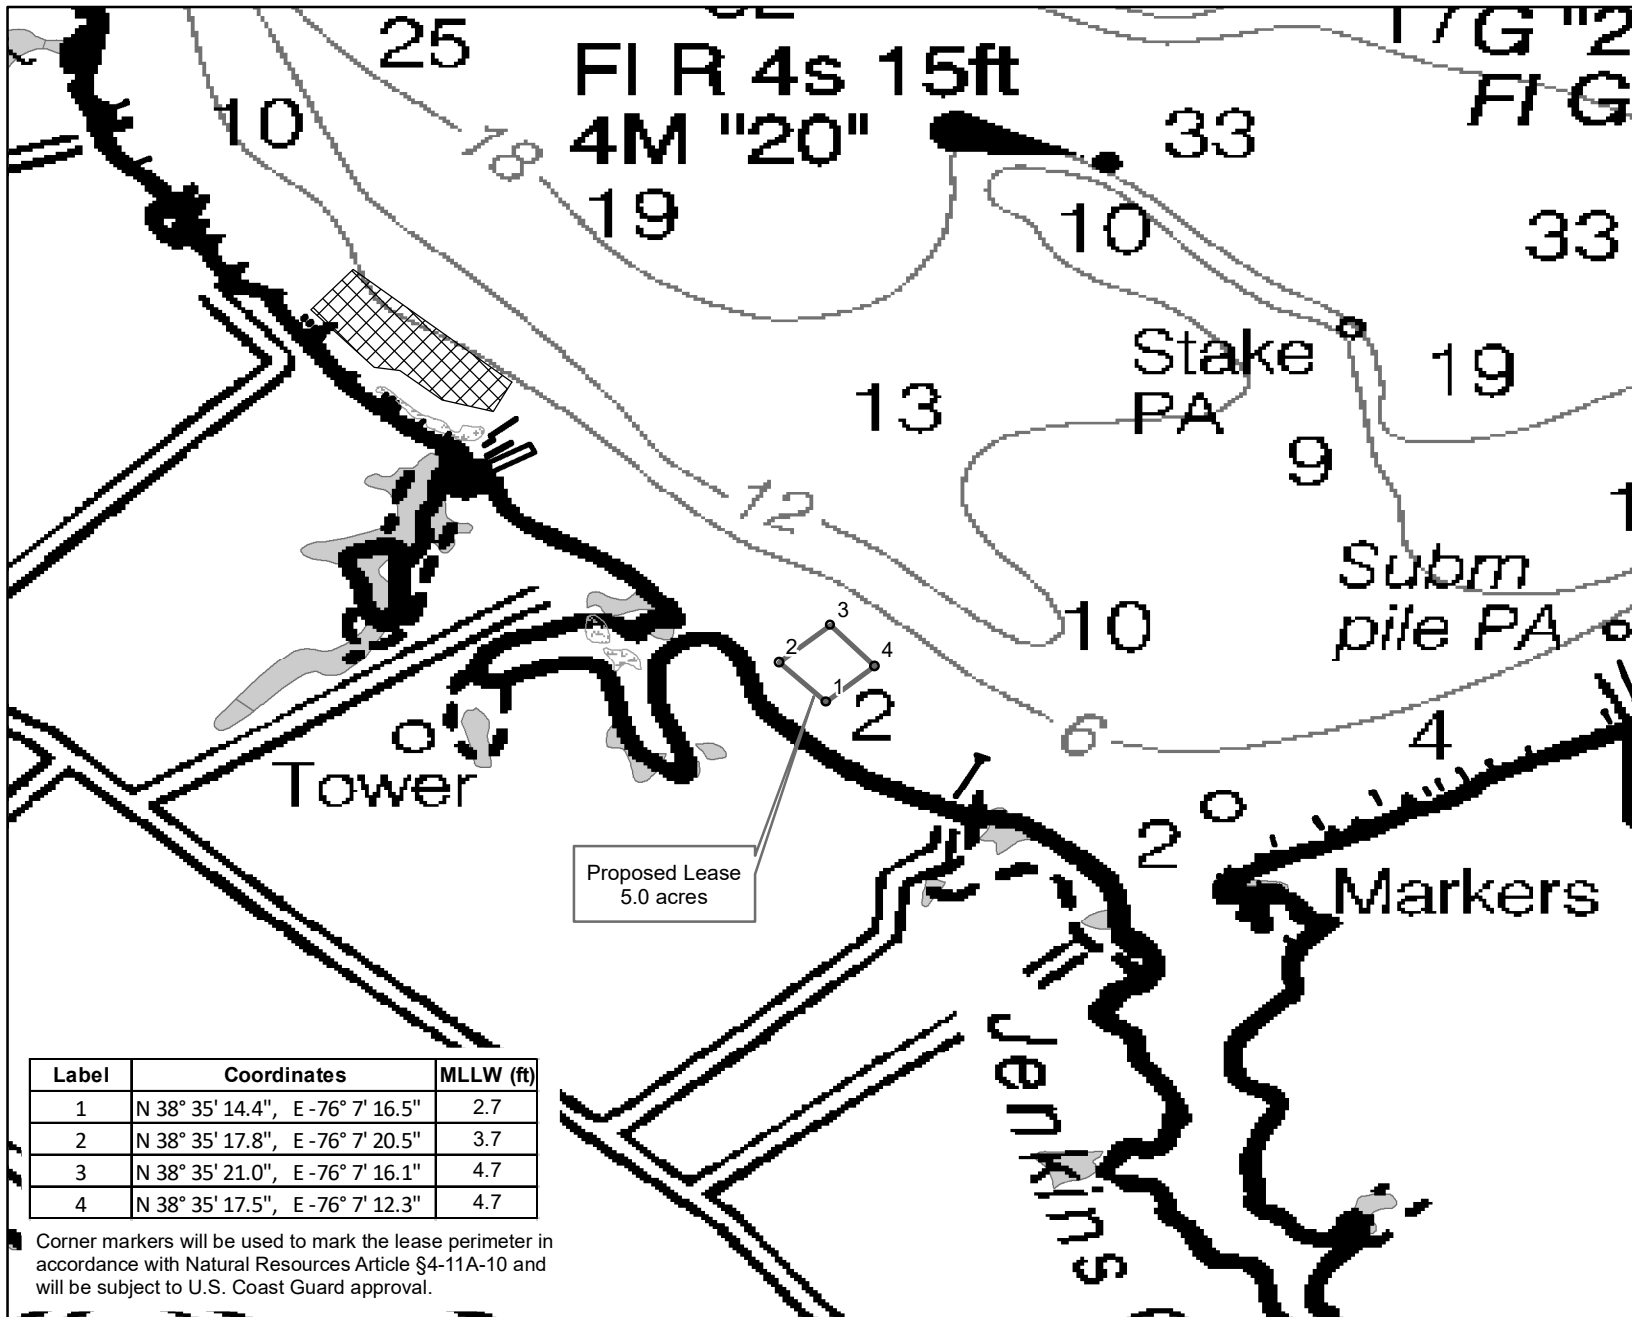 25
Fl R 4s 15ft
4M "20"
17 G "2
Fl G
10
18
33
19
10
33
Stake
PA
19
13
9
12
Subm
pile PA
10
3
2
4
1
2
6
4
Tower
2
Proposed Lease
5.0 acres
Markers
Jenkins
Label Coordinates MLLW (ft)
1 N 38° 35' 14.4", E -76° 7' 16.5" 2.7
2 N 38° 35' 17.8", E -76° 7' 20.5" 3.7
3 N 38° 35' 21.0", E -76° 7' 16.1" 4.7
4 N 38° 35' 17.5", E -76° 7' 12.3" 4.7
Corner markers will be used to mark the lease perimeter in
accordance with Natural Resources Article §4-11A-10 and
will be subject to U.S. Coast Guard approval.